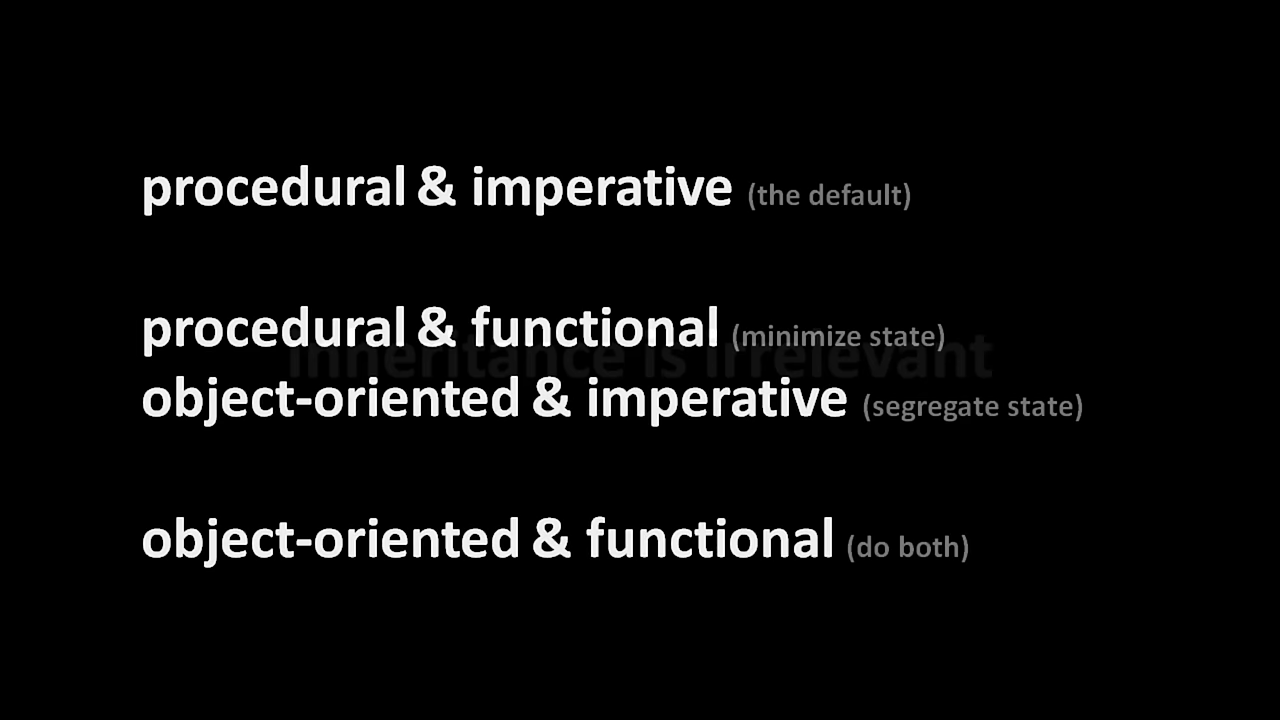 procedural & imperative (the default)
procedural & functional (minimize state)
inheritance is irrelevant
object-oriented & imperative (segregate state)
object-oriented & functional (do both)